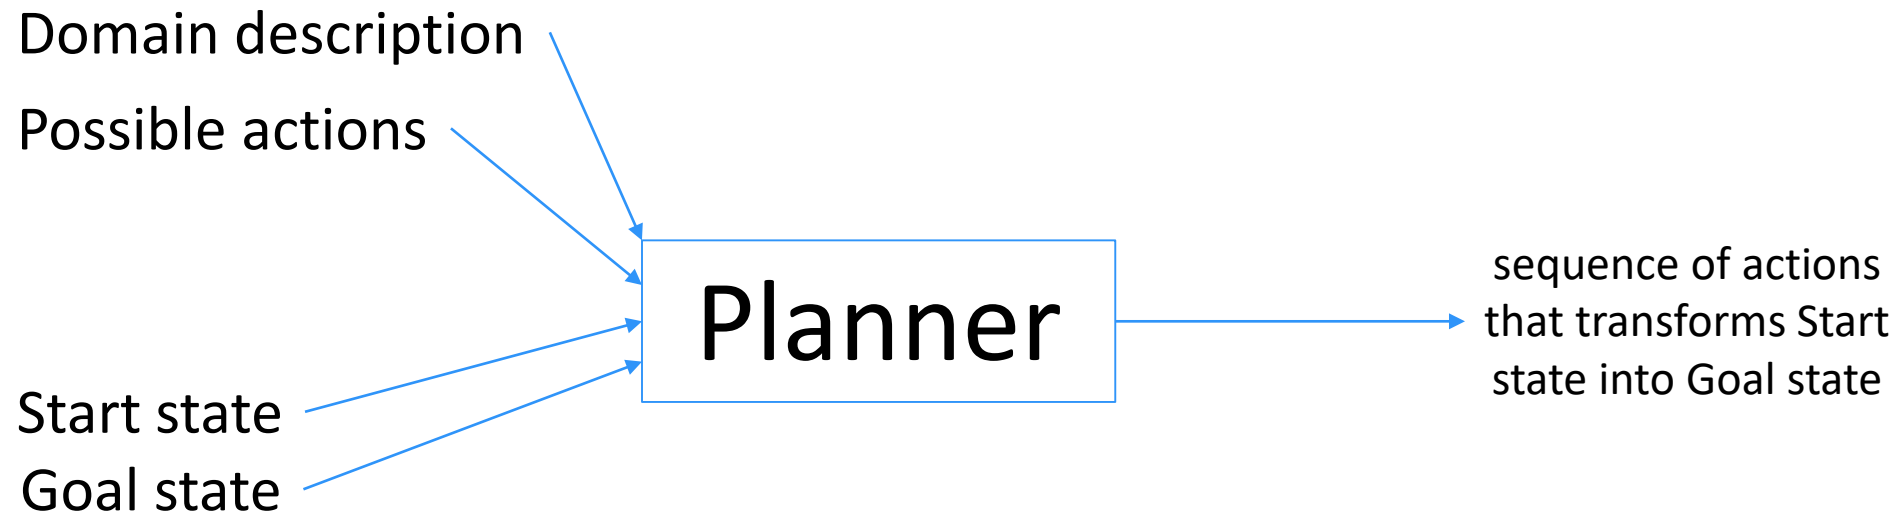 Domain description
Possible actions
Start state
Goal state
Planner
sequence of actions
that transforms Start
state into Goal state